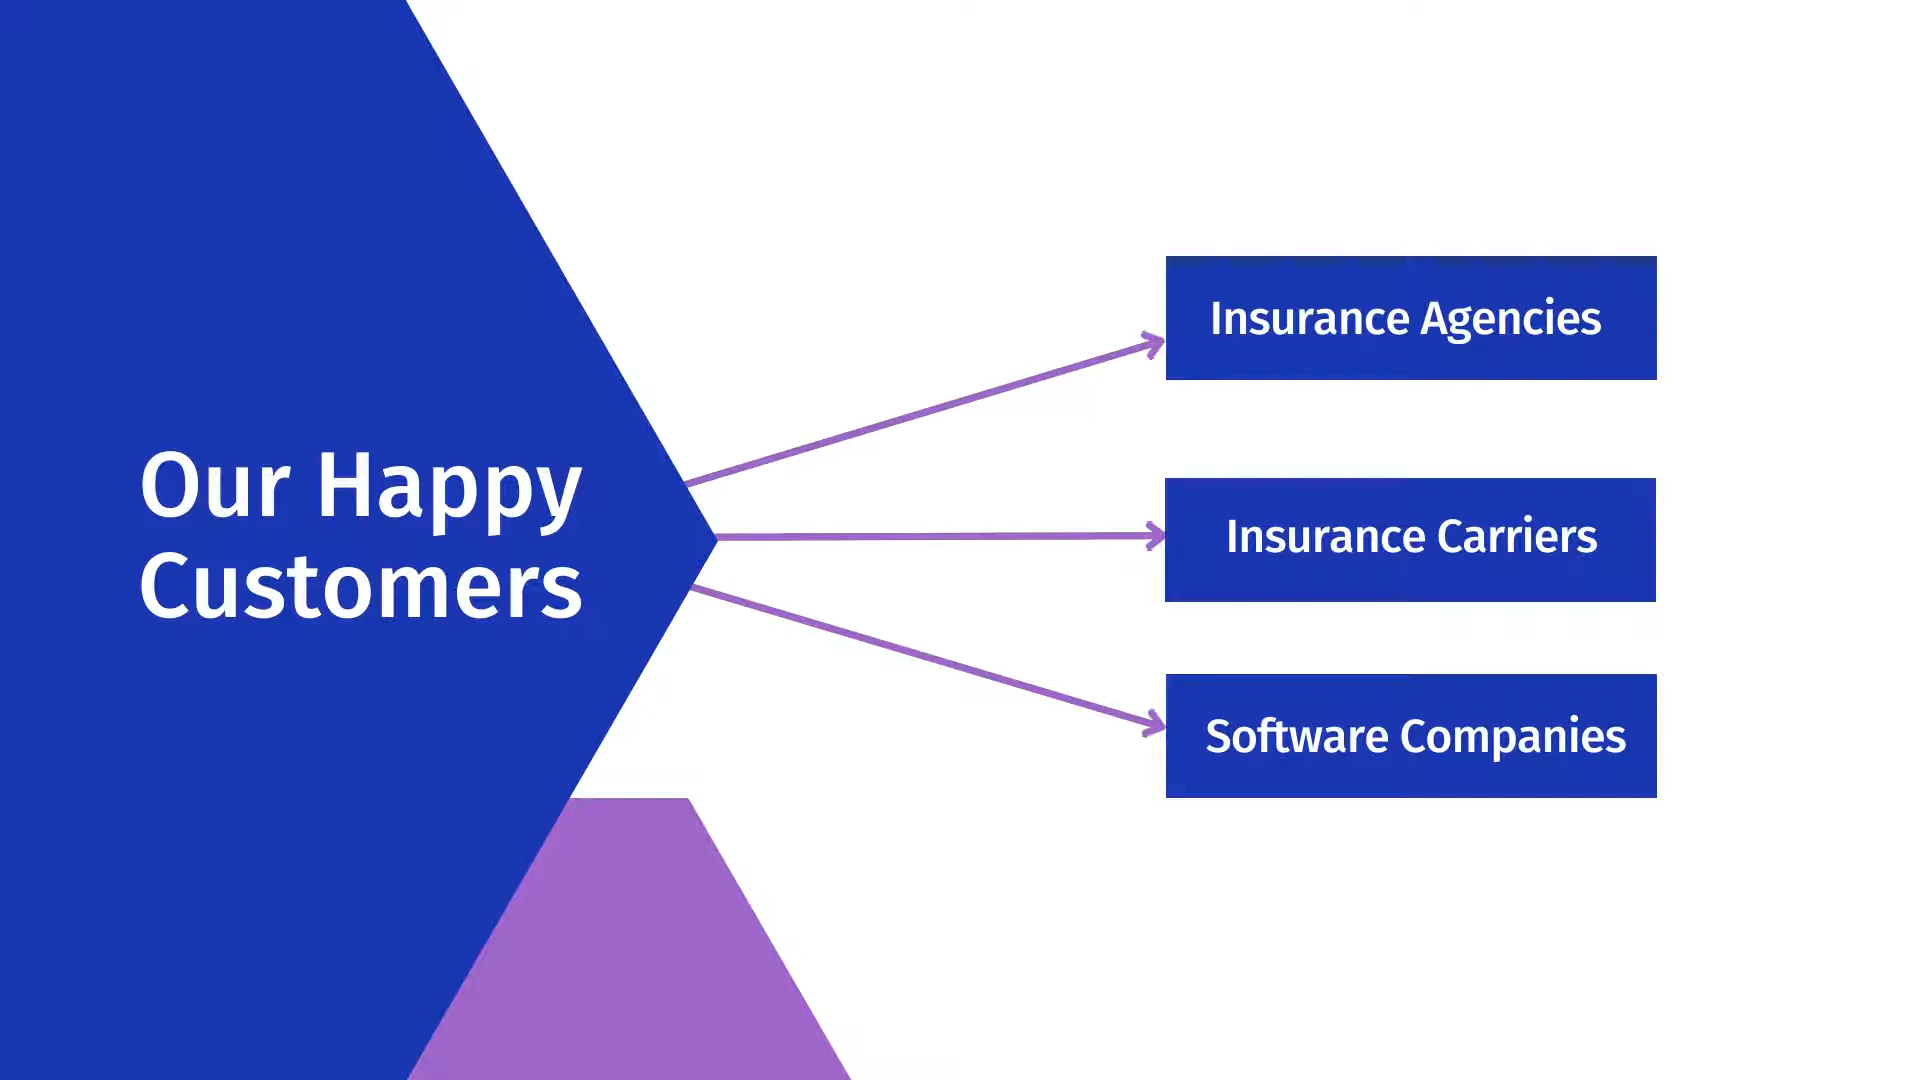 Our Happy
Customers
Insurance Agencies
Insurance Carriers
Software Companies